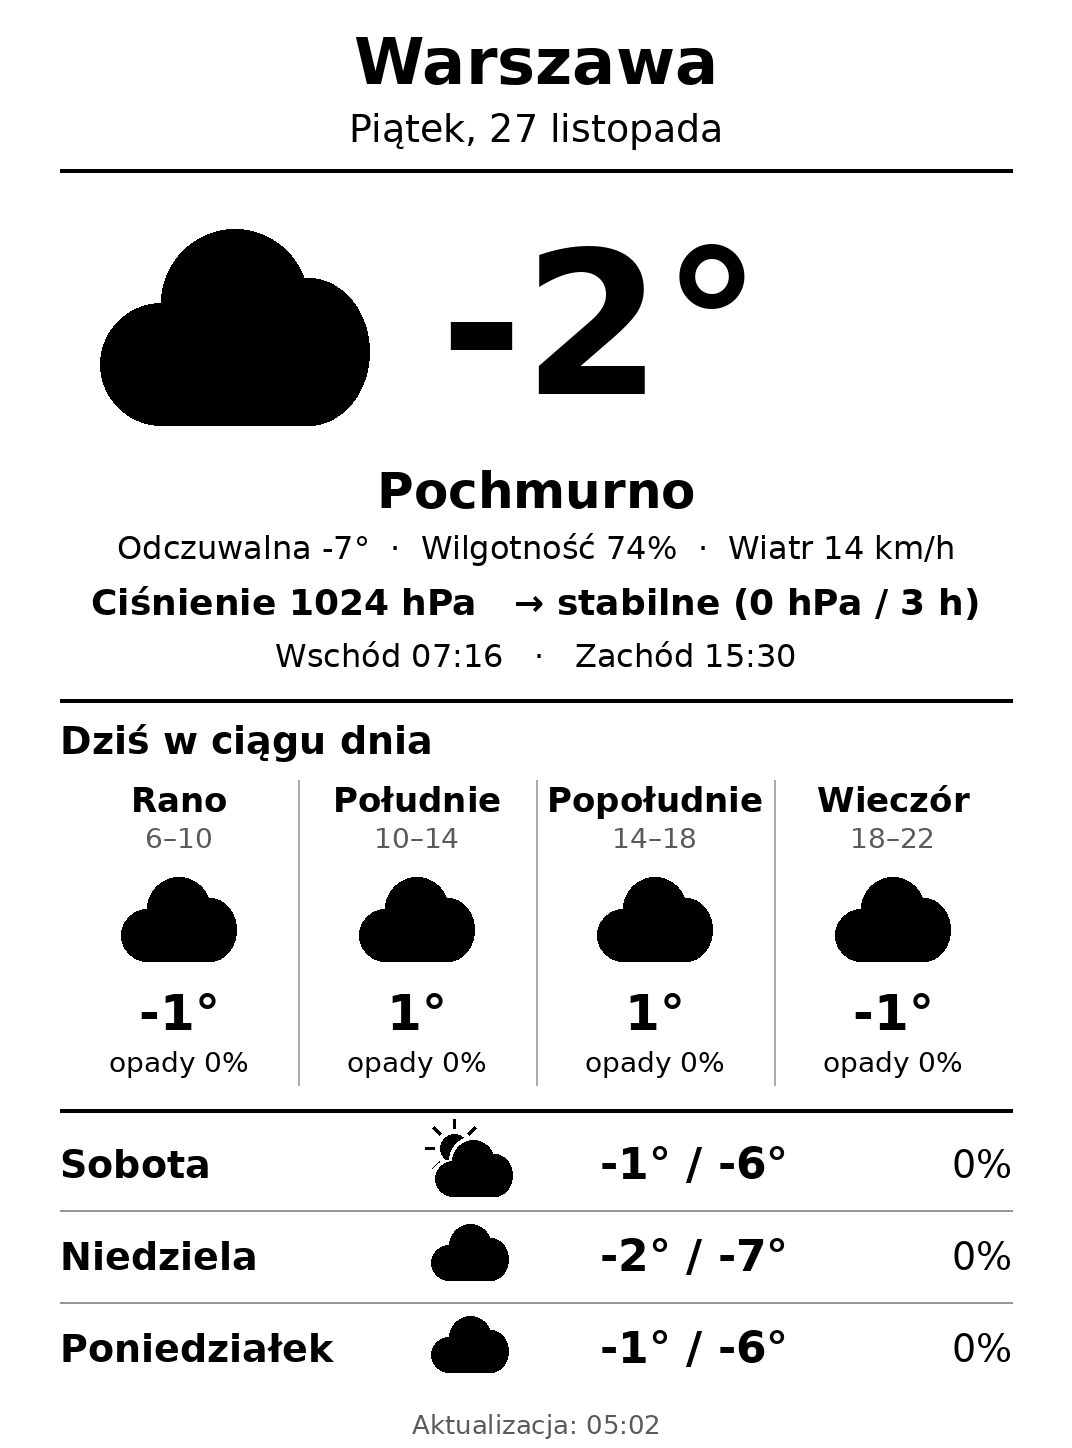 Warszawa
Piątek, 27 listopada
-2°
Pochmurno
Odczuwalna -7° · Wilgotność 74% · Wiatr 14 km/h
Ciśnienie 1024 hPa → stabilne (0 hPa / 3 h)
Wschód 07:16 · Zachód 15:30
Dziś w ciągu dnia
Rano Południe Popołudnie Wieczór
6–10 10–14 14–18 18–22
-1° 1° 1° -1°
opady 0% opady 0% opady 0% opady 0%
Sobota -1° / -6° 0%
Niedziela -2° / -7° 0%
Poniedziałek -1° / -6° 0%
Aktualizacja: 05:02